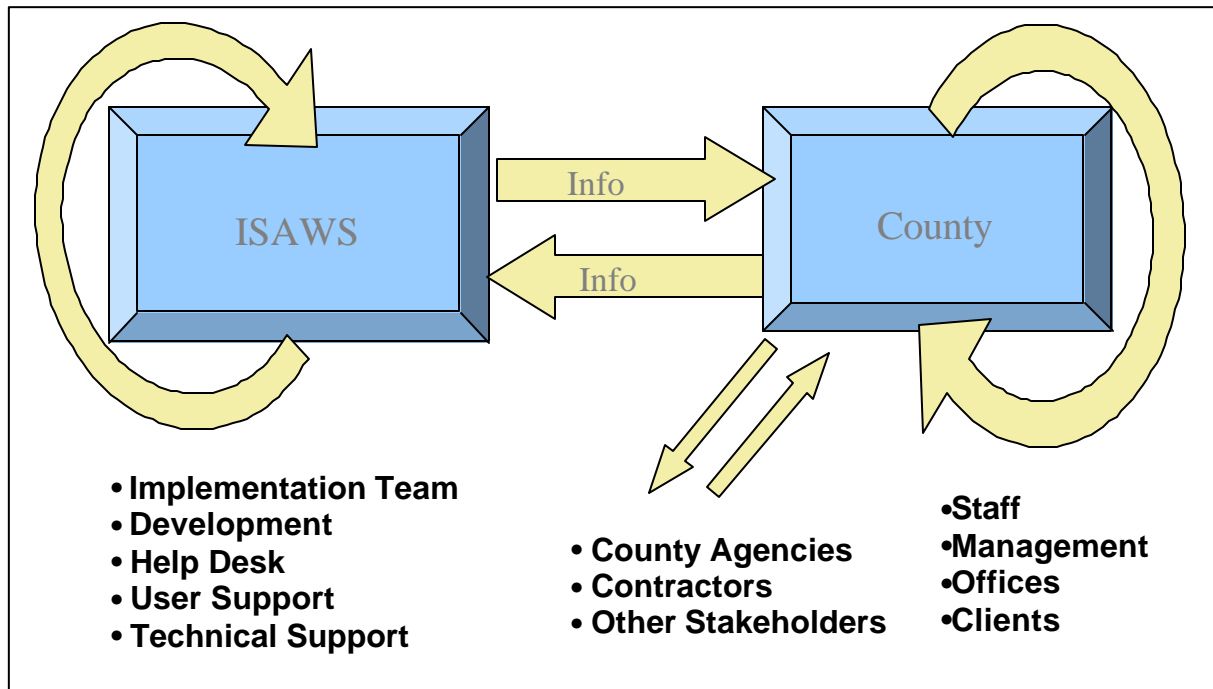 ISAWS
Info
Info
County
• Implementation Team
• Development
• Help Desk
• User Support
• Technical Support
• County Agencies
• Contractors
• Other Stakeholders
•Staff
•Management
•Offices
•Clients